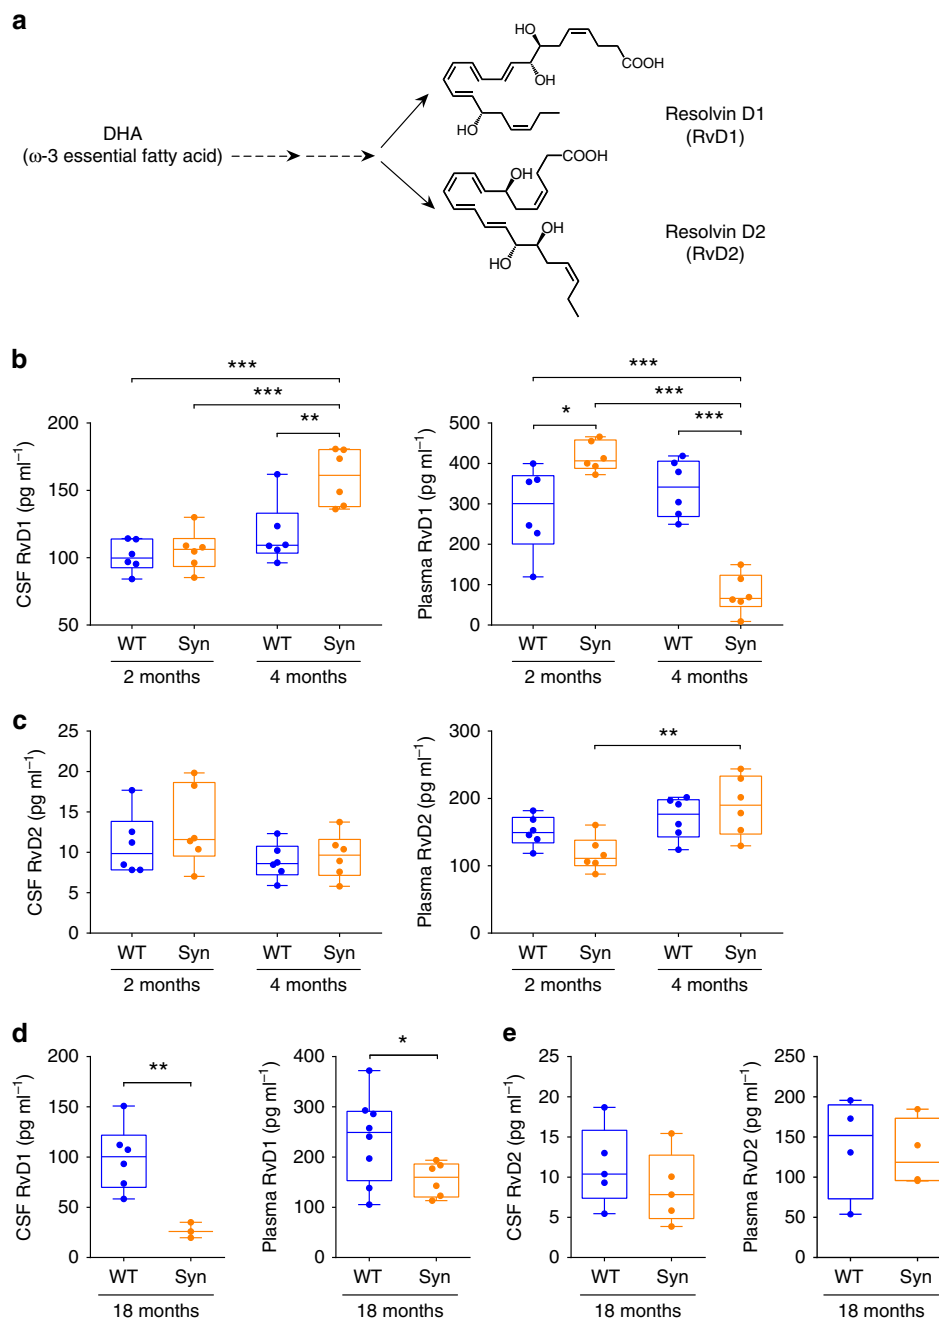 a
HO
COOH
OH
HO
Resolvin D1
(RvD1)
DHA
(ω-3 essential fatty acid)
COOH
OH
OH
HO
Resolvin D2
(RvD2)
b
***
***
**
200
150
100
50
CSF RvD1 (pg ml−1)
WT Syn WT Syn
2 months 4 months
***
***
* ***
500
400
300
200
100
0
Plasma RvD1 (pg ml−1)
WT Syn WT Syn
2 months 4 months
c
25
20
15
10
5
0
CSF RvD2 (pg ml−1)
WT Syn WT Syn
2 months 4 months
**
300
200
100
0
Plasma RvD2 (pg ml−1)
WT Syn WT Syn
2 months 4 months
d
**
200
150
100
50
0
CSF RvD1 (pg ml−1)
WT Syn
18 months
*
400
300
200
100
0
Plasma RvD1 (pg ml−1)
WT Syn
18 months
e
25
20
15
10
5
0
CSF RvD2 (pg ml−1)
WT Syn
18 months
200
150
100
50
0
Plasma RvD2 (pg ml−1)
WT Syn
18 months